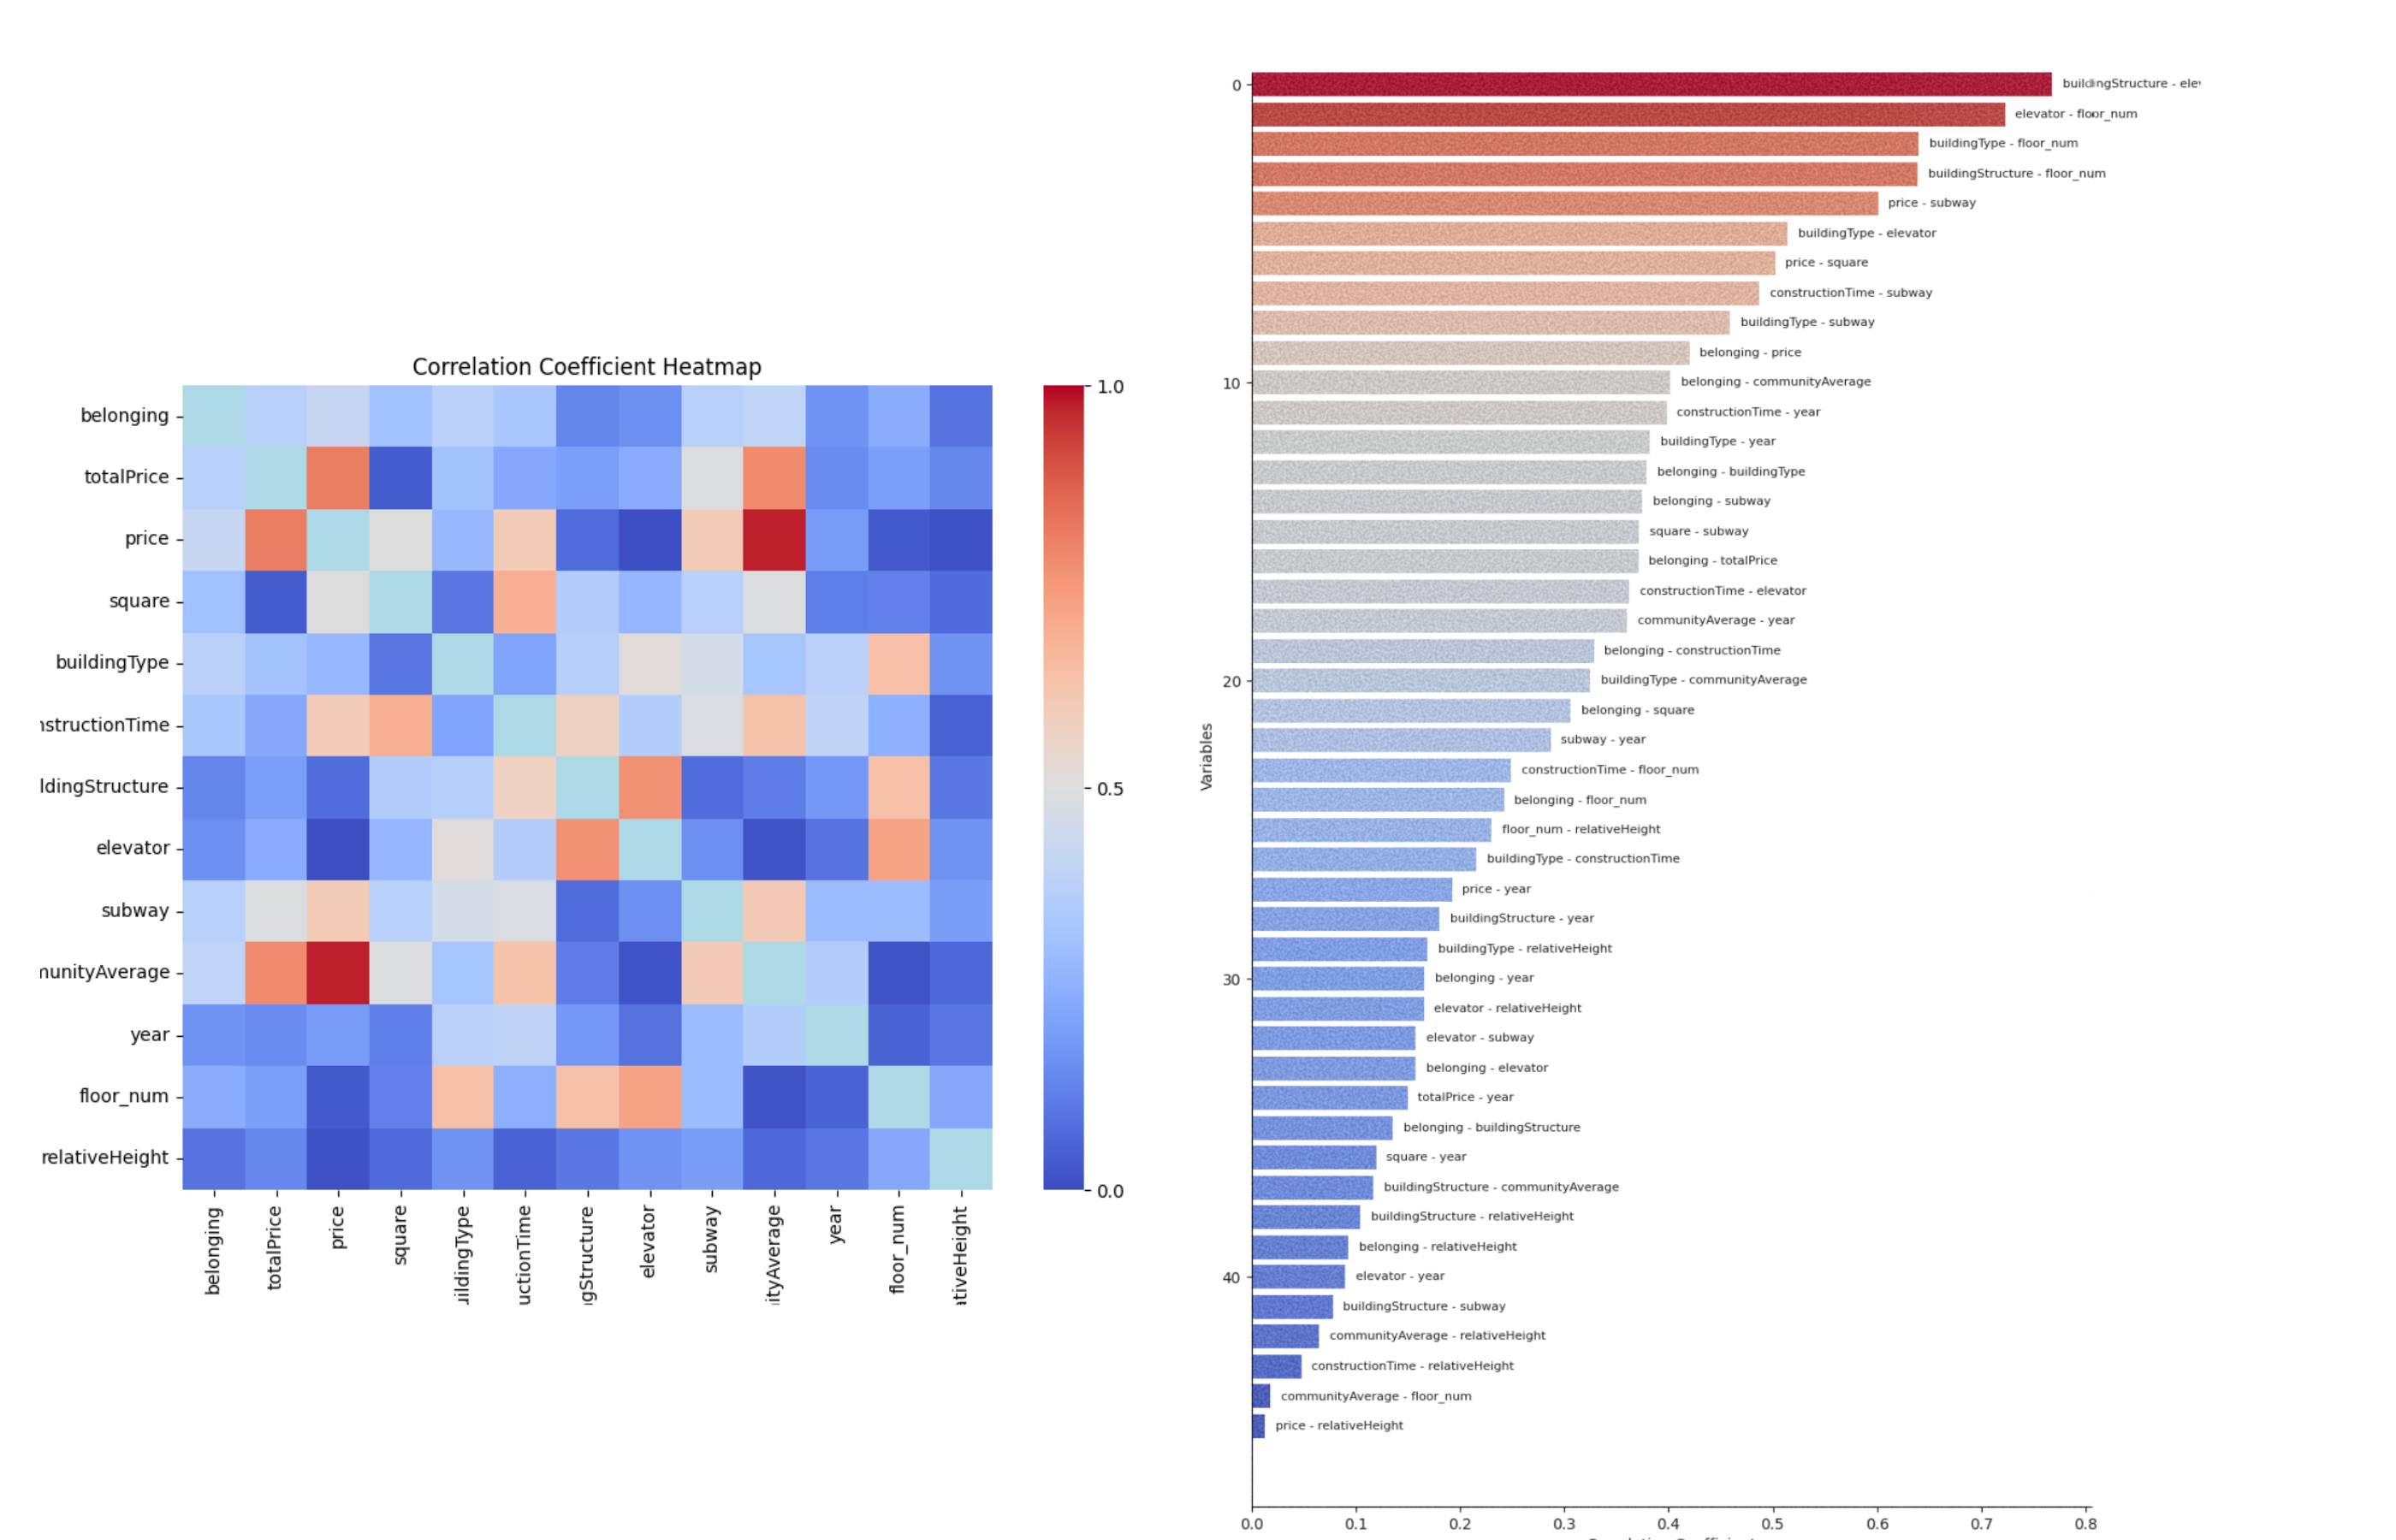 Correlation Coefficient Heatmap
belonging
totalPrice
price
square
buildingType
nstructionTime
ldingStructure
elevator
subway
munityAverage
year
floor_num
relativeHeight
belonging
totalPrice
price
square
uildingType
uctionTime
gStructure
elevator
subway
ityAverage
year
floor_num
ativeHeight
1.0
0.5
0.0
Variables
0
10
20
30
40
buildingStructure - elev
elevator - floor_num
buildingType - floor_num
buildingStructure - floor_num
price - subway
buildingType - elevator
price - square
constructionTime - subway
buildingType - subway
belonging - price
belonging - communityAverage
constructionTime - year
buildingType - year
belonging - buildingType
belonging - subway
square - subway
belonging - totalPrice
constructionTime - elevator
communityAverage - year
belonging - constructionTime
buildingType - communityAverage
belonging - square
subway - year
constructionTime - floor_num
belonging - floor_num
floor_num - relativeHeight
buildingType - constructionTime
price - year
buildingStructure - year
buildingType - relativeHeight
belonging - year
elevator - relativeHeight
elevator - subway
belonging - elevator
totalPrice - year
belonging - buildingStructure
square - year
buildingStructure - communityAverage
buildingStructure - relativeHeight
belonging - relativeHeight
elevator - year
buildingStructure - subway
communityAverage - relativeHeight
constructionTime - relativeHeight
communityAverage - floor_num
price - relativeHeight
0.0 0.1 0.2 0.3 0.4 0.5 0.6 0.7 0.8